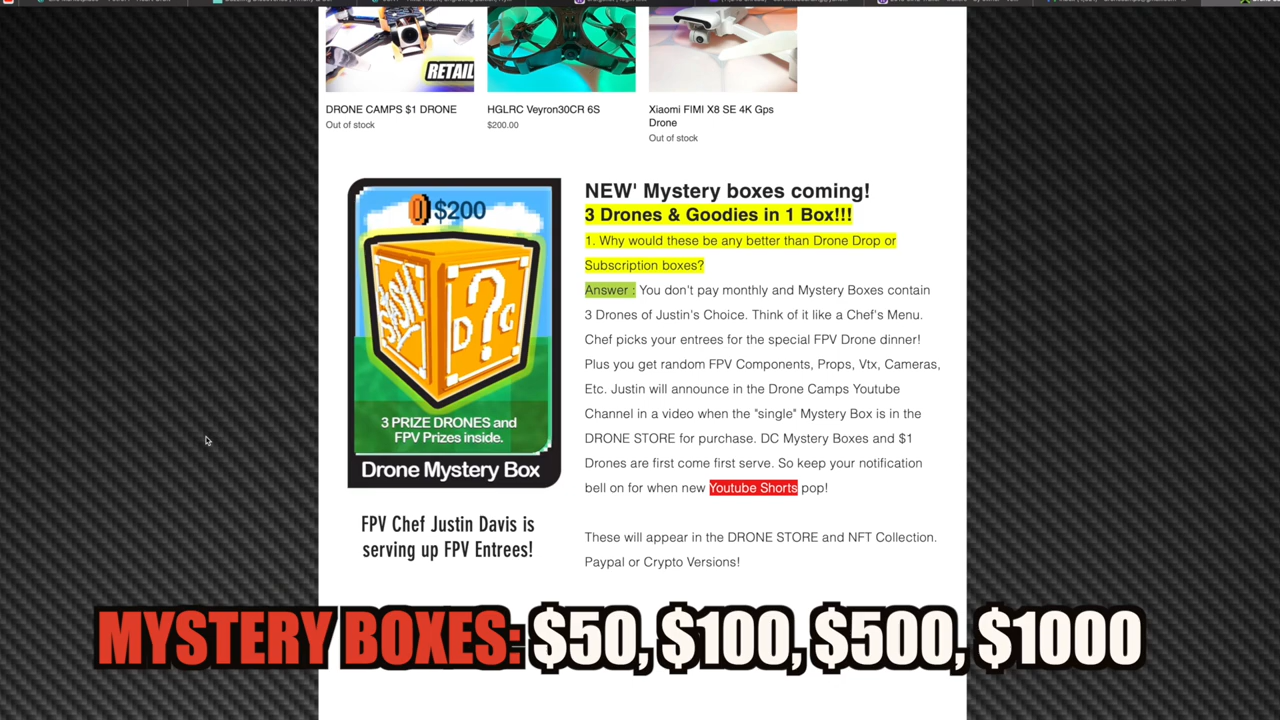 RETAIL
DRONE CAMPS $1 DRONE
Out of stock
HGLRC Veyron30CR 6S
$200.00
Xiaomi FIMI X8 SE 4K Gps
Drone
Out of stock
$200
D ? C
3 PRIZE DRONES and
FPV Prizes inside.
Drone Mystery Box
FPV Chef Justin Davis is
serving up FPV Entrees!
NEW' Mystery boxes coming!
3 Drones & Goodies in 1 Box!!!
1. Why would these be any better than Drone Drop or
Subscription boxes?
Answer : You don't pay monthly and Mystery Boxes contain
3 Drones of Justin's Choice. Think of it like a Chef's Menu.
Chef picks your entrees for the special FPV Drone dinner!
Plus you get random FPV Components, Props, Vtx, Cameras,
Etc. Justin will announce in the Drone Camps Youtube
Channel in a video when the "single" Mystery Box is in the
DRONE STORE for purchase. DC Mystery Boxes and $1
Drones are first come first serve. So keep your notification
bell on for when new Youtube Shorts pop!
These will appear in the DRONE STORE and NFT Collection.
Paypal or Crypto Versions!
MYSTERY BOXES: $50, $100, $500, $1000